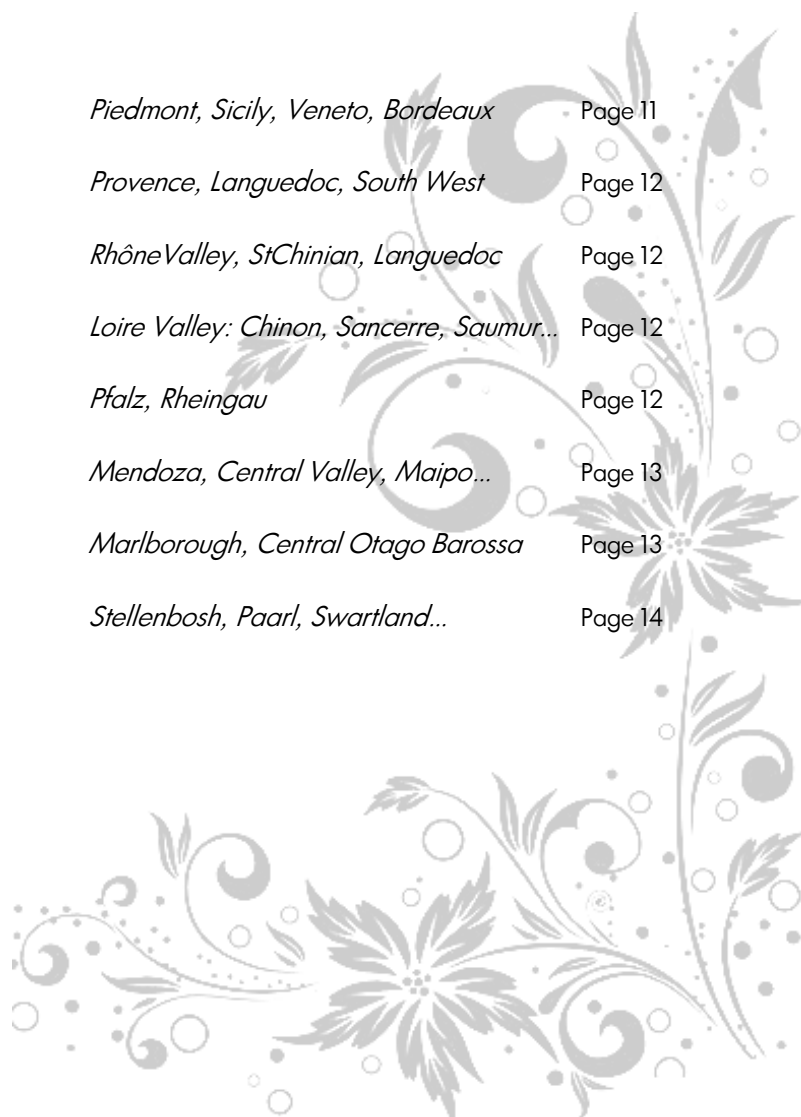 Piedmont, Sicily, Veneto, Bordeaux Page 11
Provence, Languedoc, South West Page 12
RhôneValley, StChinian, Languedoc Page 12
Loire Valley: Chinon, Sancerre, Saumur... Page 12
Pfalz, Rheingau Page 12
Mendoza, Central Valley, Maipo... Page 13
Marlborough, Central Otago Barossa Page 13
Stellenbosh, Paarl, Swartland... Page 14